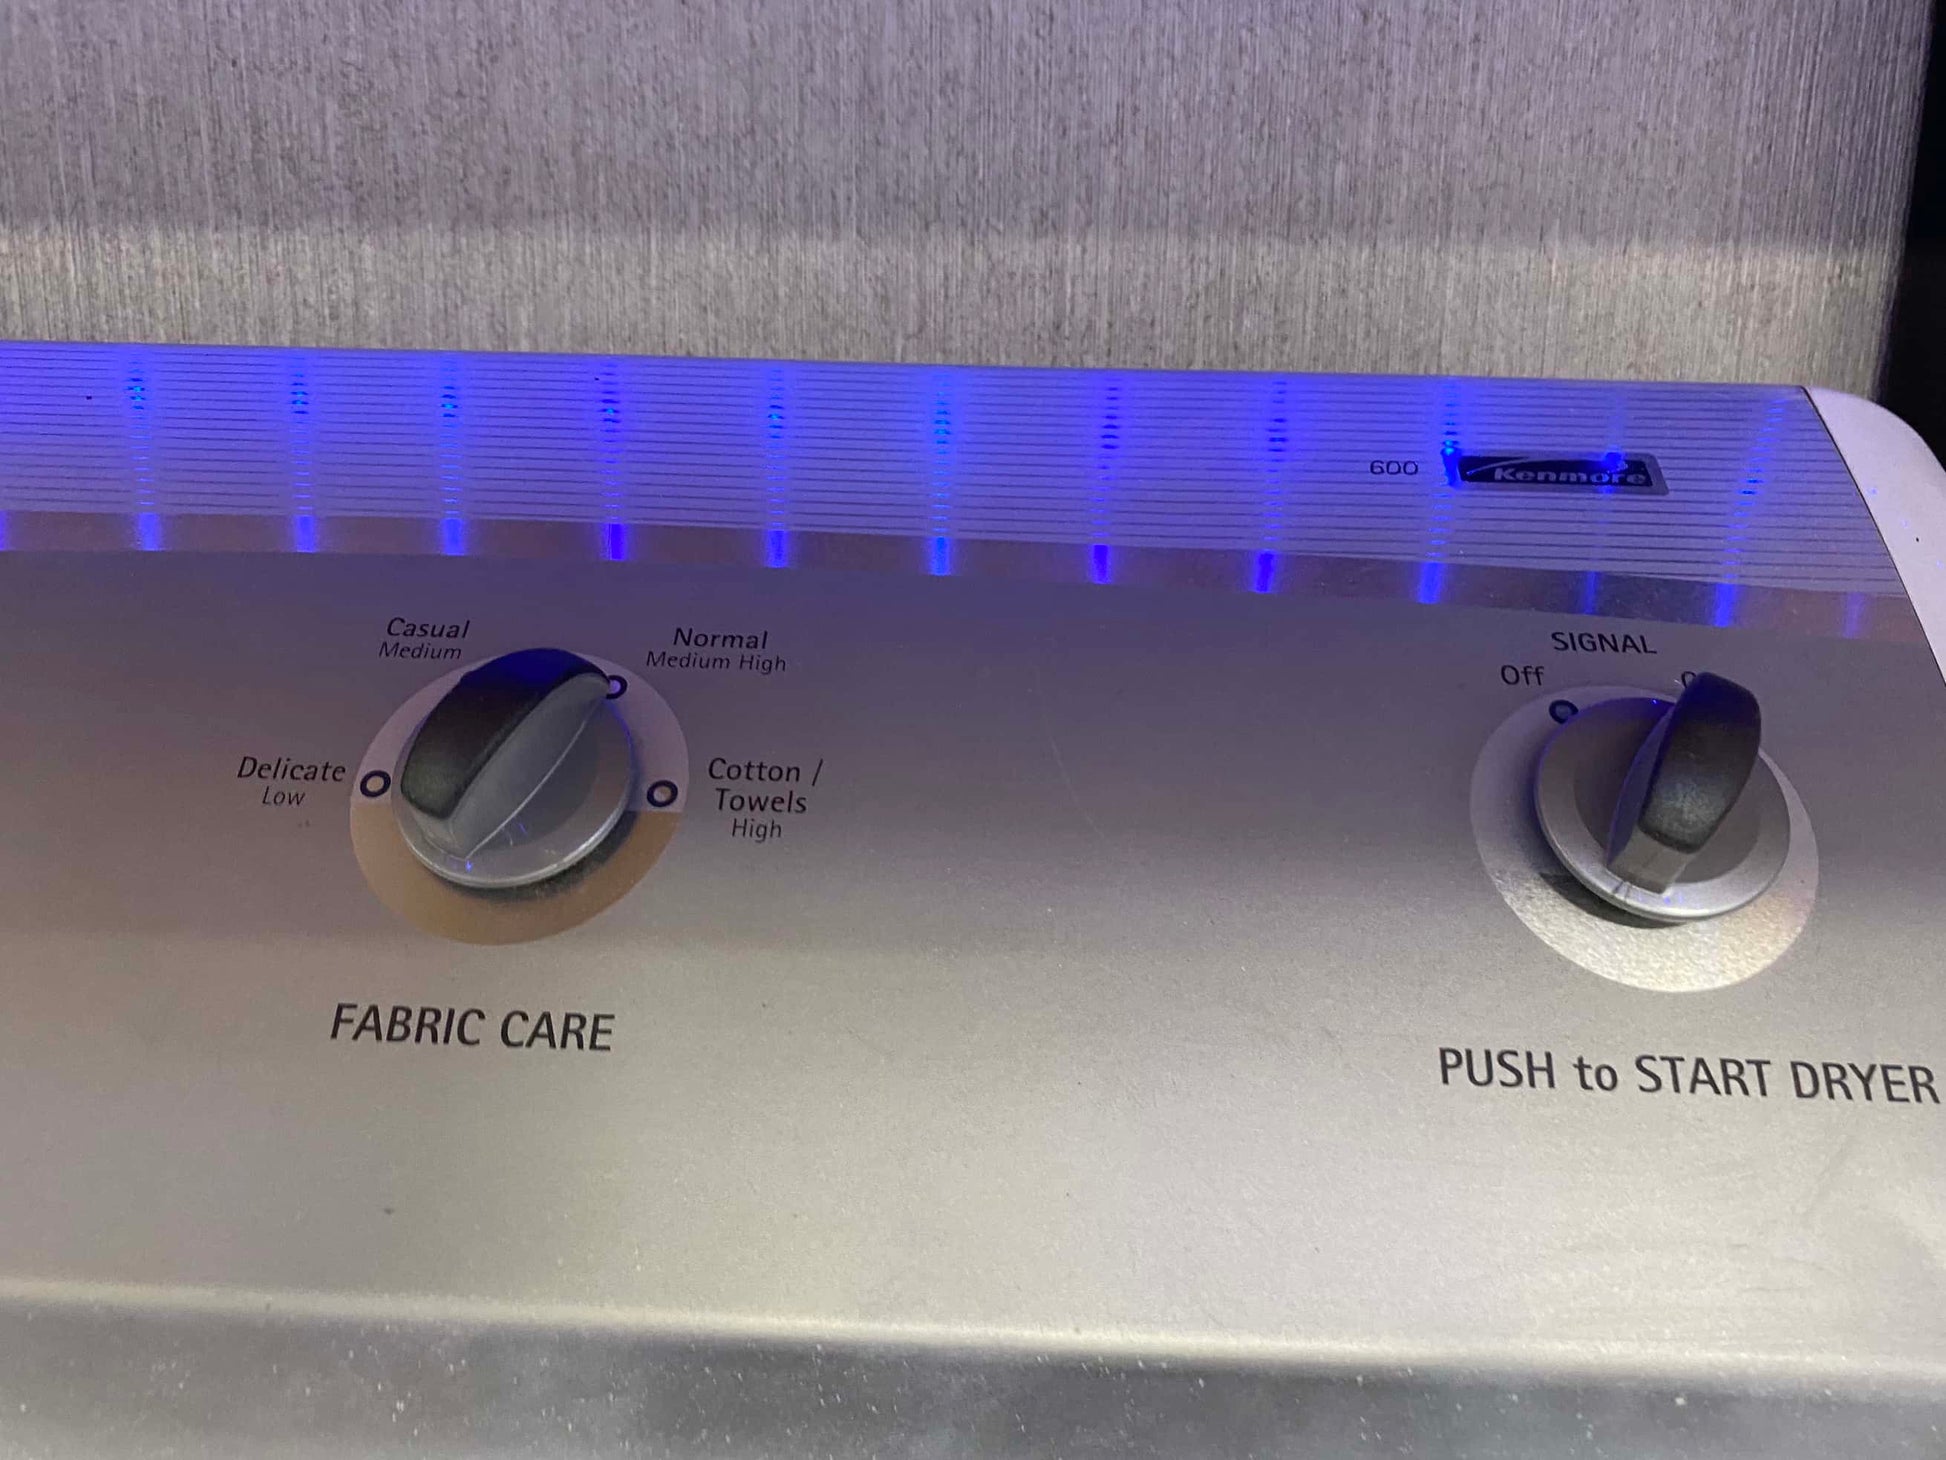 600 Kenmore
Casual
Medium
Normal
Medium High
Delicate
Low
Cotton /
Towels
High
FABRIC CARE
SIGNAL
Off
PUSH to START DRYER